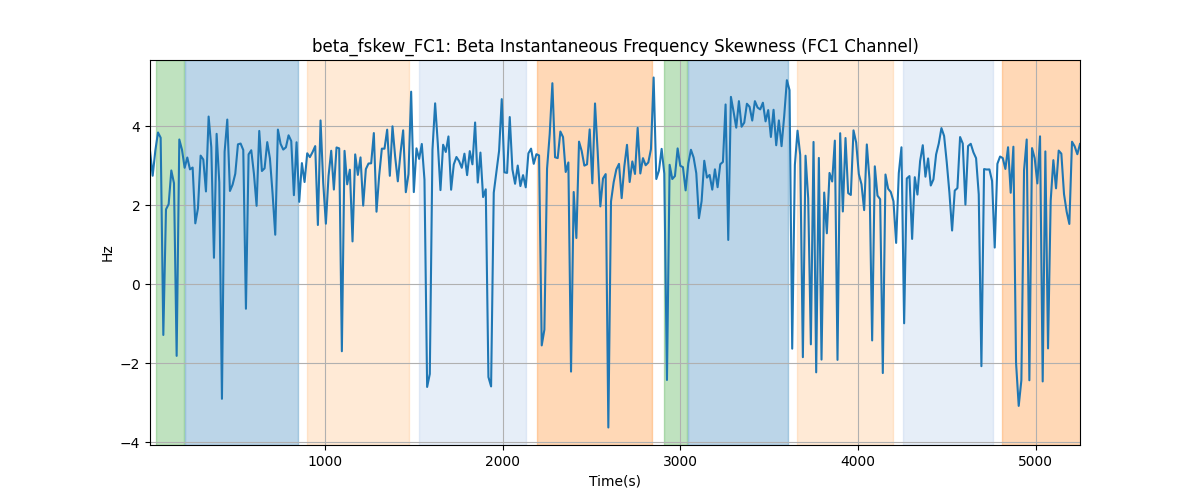 beta_fskew_FC1: Beta Instantaneous Frequency Skewness (FC1 Channel)
Hz
4
2
0
−2
−4
1000 2000 3000 4000 5000
Time(s)